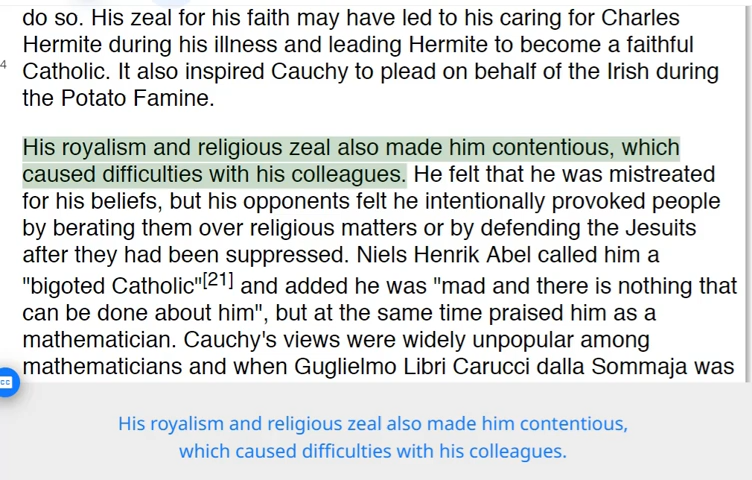 do so. His zeal for his faith may have led to his caring for Charles
Hermite during his illness and leading Hermite to become a faithful
4
Catholic. It also inspired Cauchy to plead on behalf of the Irish during
the Potato Famine.
His royalism and religious zeal also made him contentious, which
caused difficulties with his colleagues. He felt that he was mistreated
for his beliefs, but his opponents felt he intentionally provoked people
by berating them over religious matters or by defending the Jesuits
after they had been suppressed. Niels Henrik Abel called him a
"bigoted Catholic"[21] and added he was "mad and there is nothing that
can be done about him", but at the same time praised him as a
mathematician. Cauchy's views were widely unpopular among
mathematicians and when Guglielmo Libri Carucci dalla Sommaja was
cc
His royalism and religious zeal also made him contentious,
which caused difficulties with his colleagues.